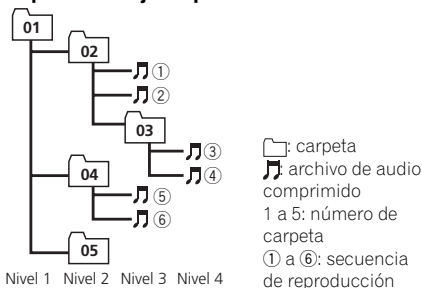 01
02
①
②
03
③
④
04
⑤
⑥
05
Nivel 1 Nivel 2 Nivel 3 Nivel 4
: carpeta
: archivo de audio
comprimido
1 a 5: número de
carpeta
① a ⑥: secuencia
de reproducción